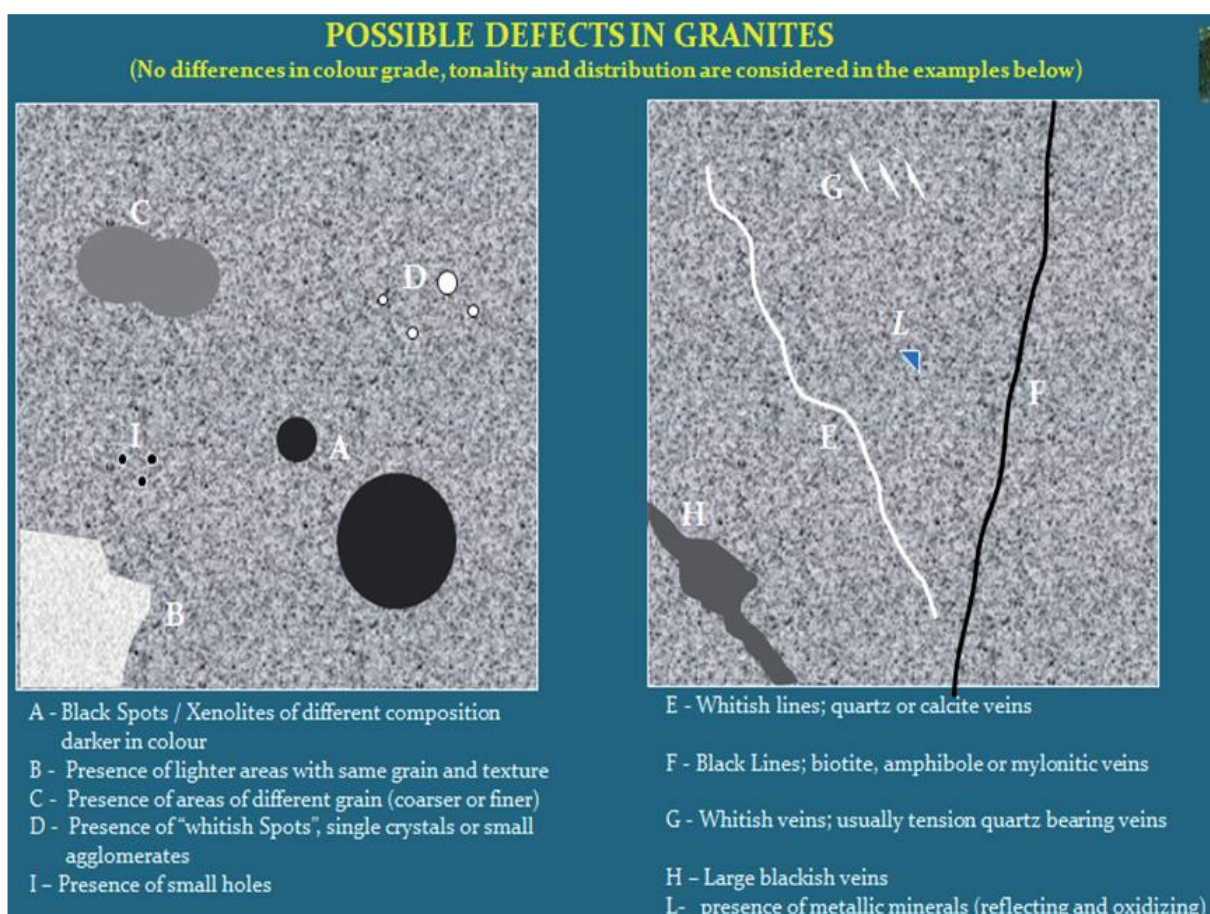 POSSIBLE DEFECTS IN GRANITES
(No differences in colour grade, tonality and distribution are considered in the examples below)
C
D
I
A
B
G
L
F
E
H
A - Black Spots / Xenolites of different composition
darker in colour
B - Presence of lighter areas with same grain and texture
C - Presence of areas of different grain (coarser or finer)
D - Presence of “whitish Spots”, single crystals or small
agglomerates
I – Presence of small holes
E - Whitish lines; quartz or calcite veins
F - Black Lines; biotite, amphibole or mylonitic veins
G - Whitish veins; usually tension quartz bearing veins
H – Large blackish veins
L- presence of metallic minerals (reflecting and oxidizing)